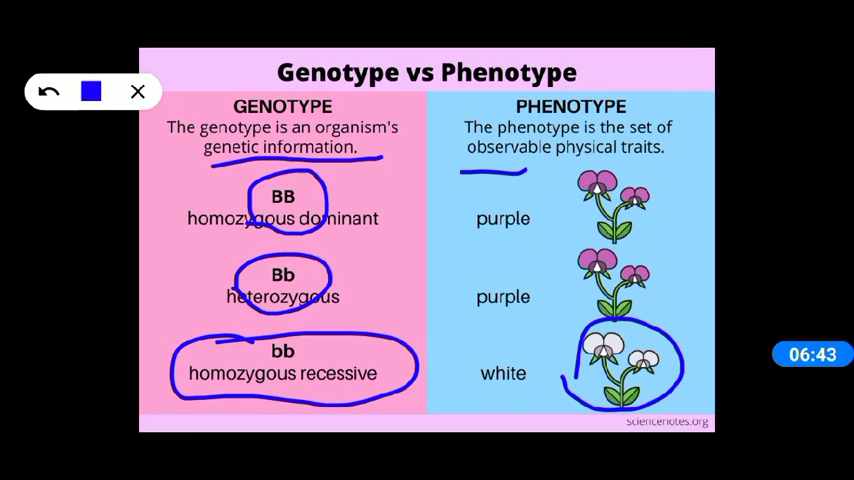 Genotype vs Phenotype
GENOTYPE
The genotype is an organism's
genetic information.
BB
homozygous dominant
Bb
heterozygous
bb
homozygous recessive
PHENOTYPE
The phenotype is the set of
observable physical traits.
purple
purple
white
sciencenotes.org
06:43